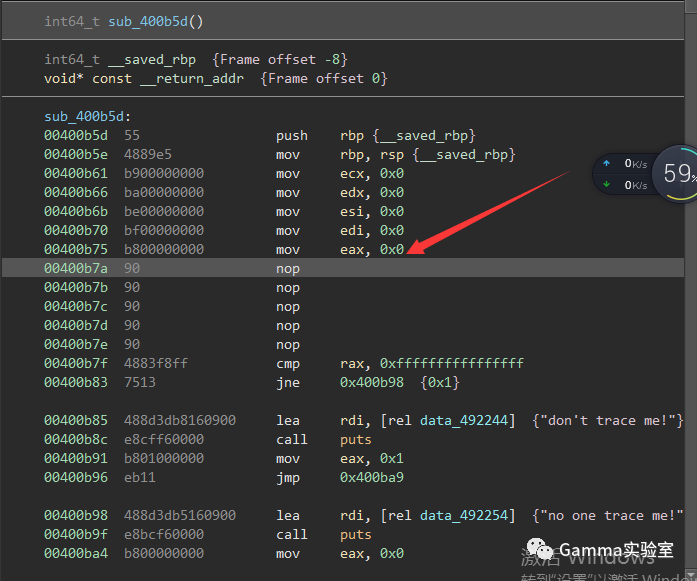 int64_t sub_400b5d()
int64_t __saved_rbp {Frame offset -8}
void* const __return_addr {Frame offset 0}
sub_400b5d:
00400b5d 55 push rbp {__saved_rbp}
00400b5e 4889e5 mov rbp, rsp {__saved_rbp}
00400b61 b900000000 mov ecx, 0x0
00400b66 ba00000000 mov edx, 0x0
00400b6b be00000000 mov esi, 0x0
00400b70 bf00000000 mov edi, 0x0
00400b75 b800000000 mov eax, 0x0
00400b7a 90 nop
00400b7b 90 nop
00400b7c 90 nop
00400b7d 90 nop
00400b7e 90 nop
00400b7f 4883f8ff cmp rax, 0xffffffffffffffff
00400b83 7513 jne 0x400b98 {0x1}
00400b85 488d3db8160900 lea rdi, [rel data_492244] {"don't trace me!"}
00400b8c e8cff60000 call puts
00400b91 b801000000 mov eax, 0x1
00400b96 eb11 jmp 0x400ba9
00400b98 488d3db5160900 lea rdi, [rel data_492254] {"no one trace me!"
00400b9f e8bcf60000 call puts
00400ba4 b800000000 mov eax, 0x0
↑ 0K/s
↓ 0K/s
59%
Gamma实验室
激活 Windows
转到"设置"以激活 Windo